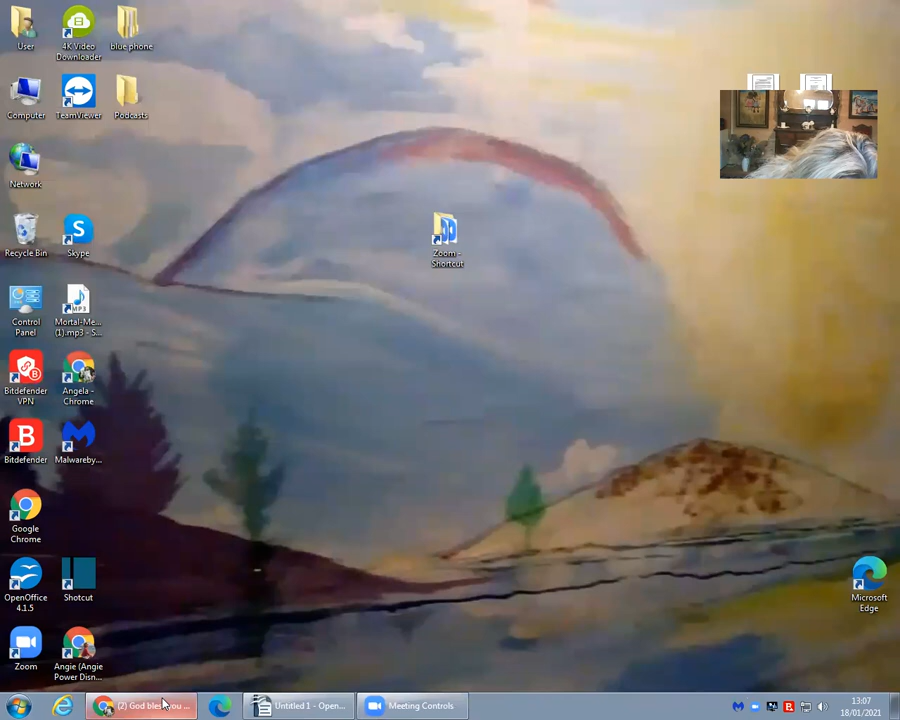 User
4K Video
Downloader
blue phone
Computer
TeamViewer
Podcasts
Network
Recycle Bin
Skype
Zoom -
Shortcut
Control
Panel
Mortal-Me...
(1).mp3 - S...
MP3
Bitdefender
VPN
Angela -
Chrome
Bitdefender
Malwareby...
Google
Chrome
OpenOffice
4.1.5
Shotcut
Microsoft
Edge
Zoom
Angie (Angie
Power Disn...
(2) God bless you ...
Untitled 1 - Open...
Meeting Controls
13:07
18/01/2021